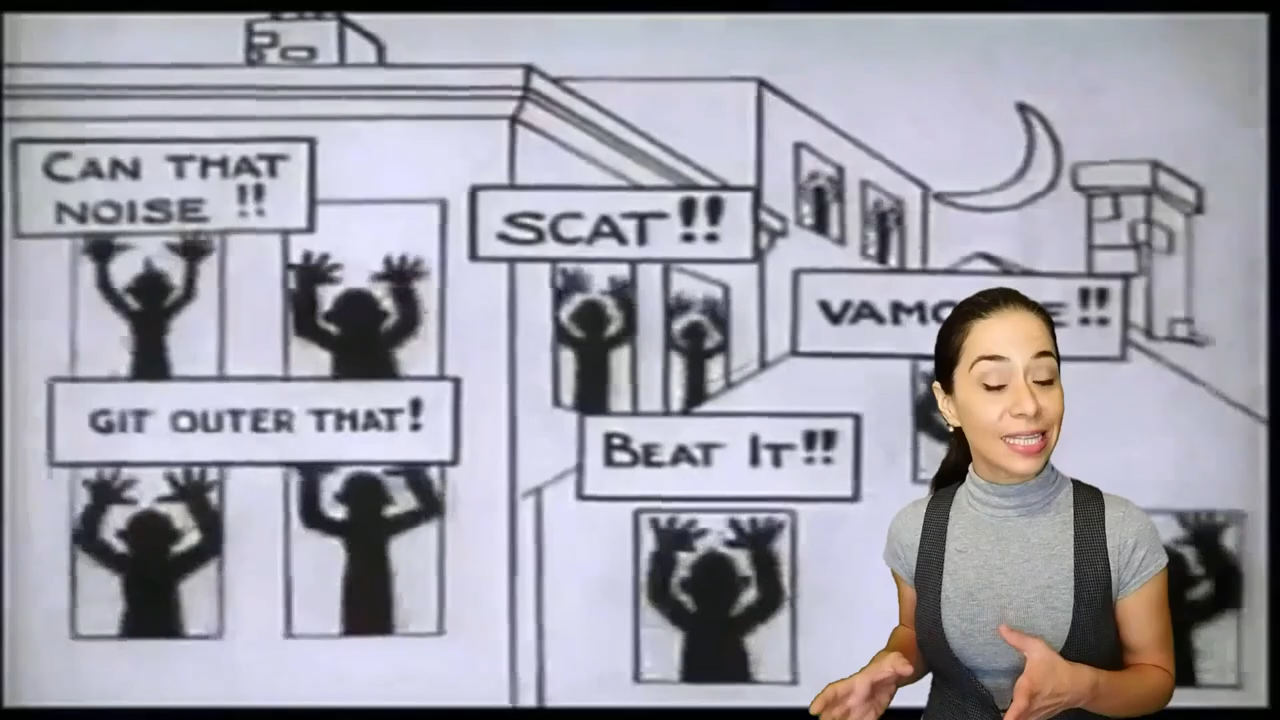 CAN THAT
NOISE !!
SCAT!!
!!
GIT OUTER THAT!
BEAT IT!!